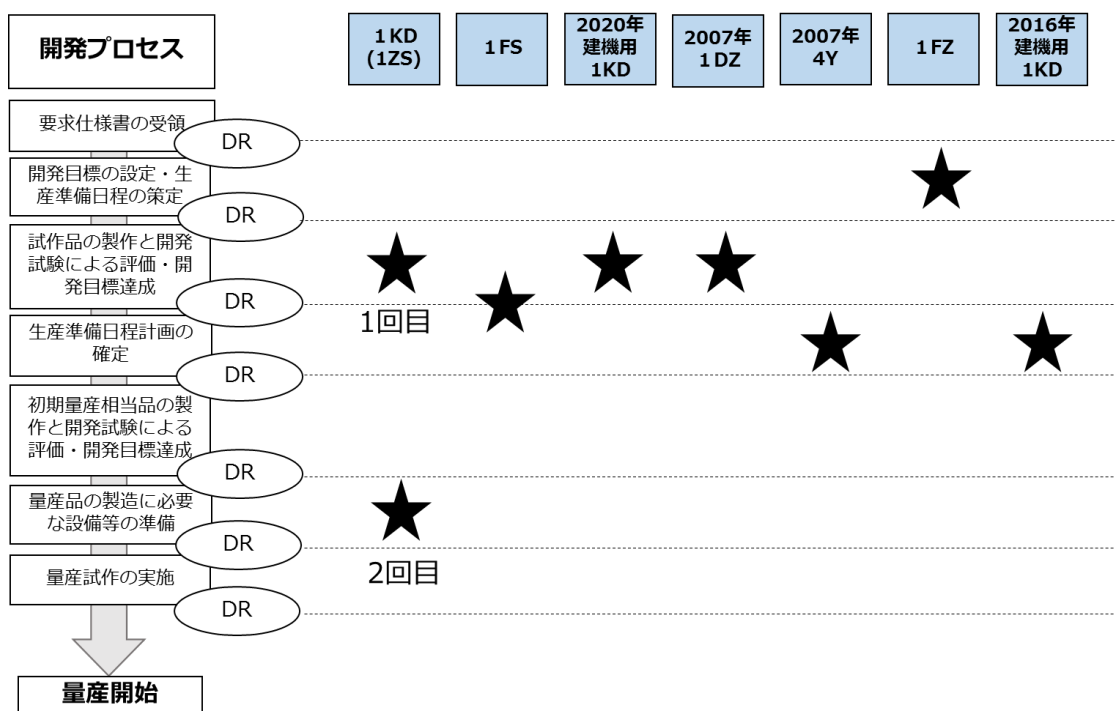 開発プロセス
1KD
(1ZS)
1FS
2020年
建機用
1KD
2007年
1DZ
2007年
4Y
1FZ
2016年
建機用
1KD
要求仕様書の受領
DR
開発目標の設定・生
産準備日程の策定
DR
試作品の製作と開発
試験による評価・開
発目標達成
DR
1回目
生産準備日程計画の
確定
DR
初期量産相当品の製
作と開発試験による
評価・開発目標達成
DR
量産品の製造に必要
な設備等の準備
DR
2回目
量産試作の実施
DR
量産開始